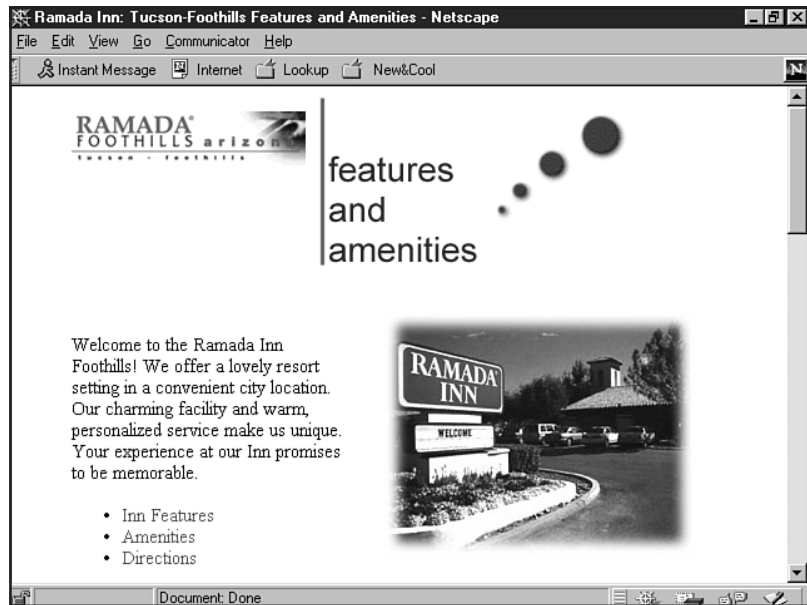 Ramada Inn: Tucson-Foothills Features and Amenities - Netscape
File Edit View Go Communicator Help
Instant Message Internet Lookup New&Cool
N
RAMADA
FOOTHILLS arizona
tucson - foothills
features
and
amenities
Welcome to the Ramada Inn
Foothills! We offer a lovely resort
setting in a convenient city location.
Our charming facility and warm,
personalized service make us unique.
Your experience at our Inn promises
to be memorable.
• Inn Features
• Amenities
• Directions
RAMADA
INN
WELCOME
Document: Done